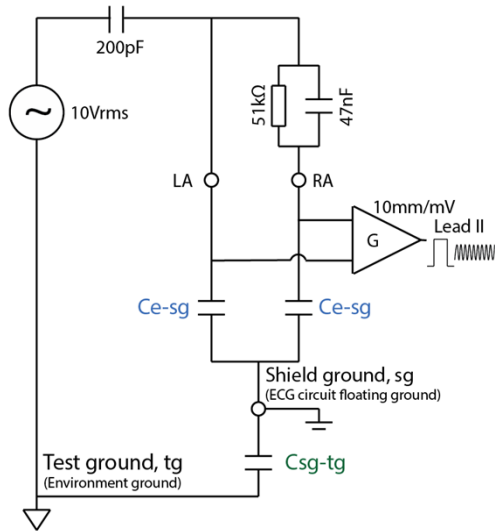 200pF
10Vrms
51kΩ
47nF
LA
RA
10mm/mV
Lead II
G
Ce-sg
Ce-sg
Shield ground, sg
(ECG circuit floating ground)
Test ground, tg
(Environment ground)
Csg-tg